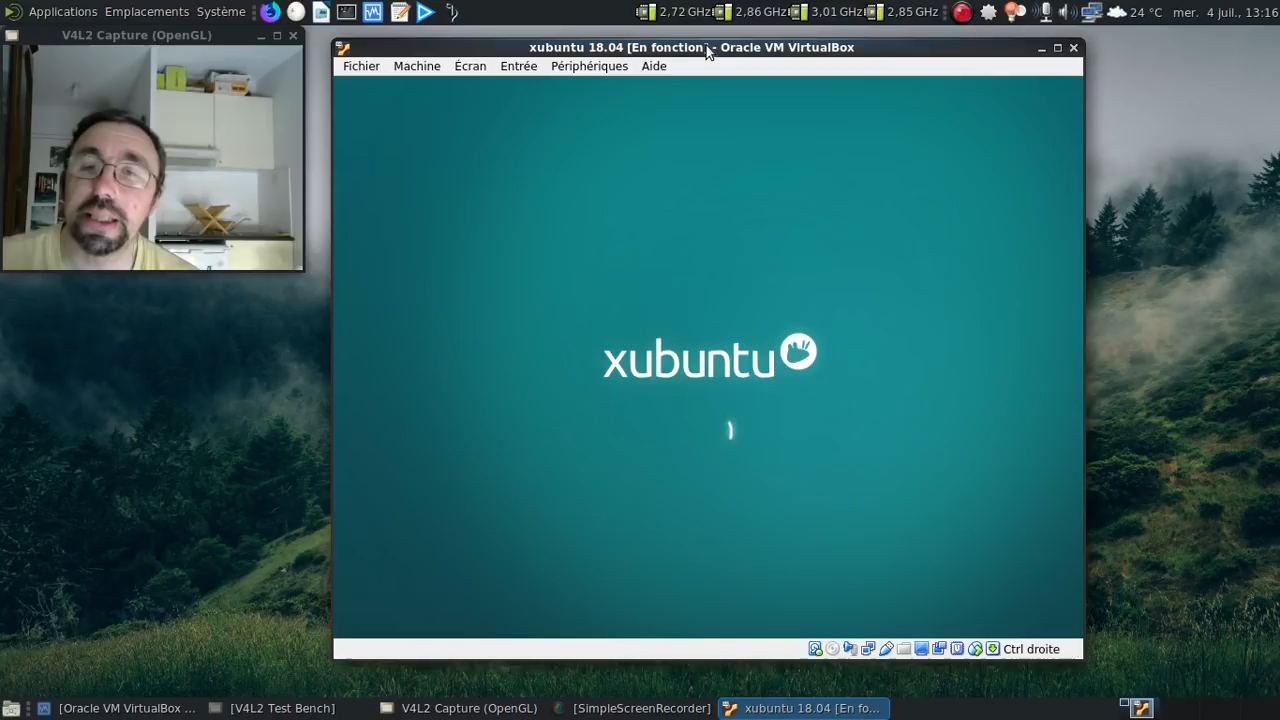 Applications Emplacements Système
2,72 GHz 2,86 GHz 3,01 GHz 2,85 GHz 24 °C mer. 4 juil., 13:16
V4L2 Capture (OpenGL)
xubuntu 18.04 [En fonction] - Oracle VM VirtualBox
Fichier Machine Écran Entrée Périphériques Aide
xubuntu
Ctrl droite
[Oracle VM VirtualBox ... [V4L2 Test Bench] V4L2 Capture (OpenGL) [SimpleScreenRecorder] xubuntu 18.04 [En fo...